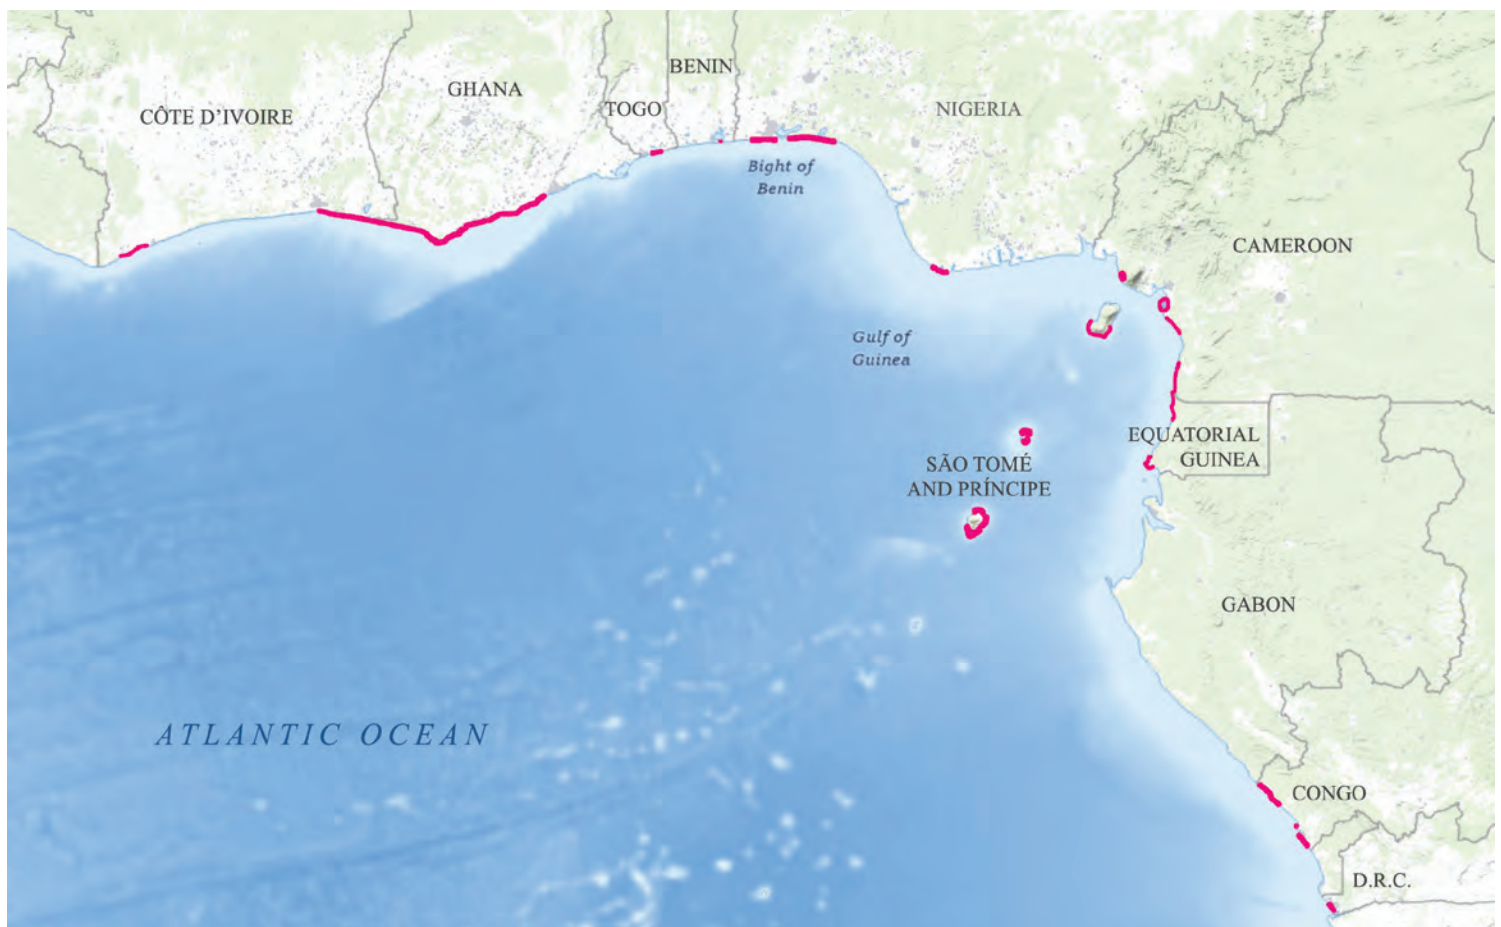 BENIN
GHANA
TOGO
NIGERIA
CÔTE D’IVOIRE
Bight of
Benin
CAMEROON
Gulf of
Guinea
EQUATORIAL
GUINEA
SÃO TOMÉ
AND PRÍNCIPE
GABON
ATLANTIC OCEAN
CONGO
D.R.C.